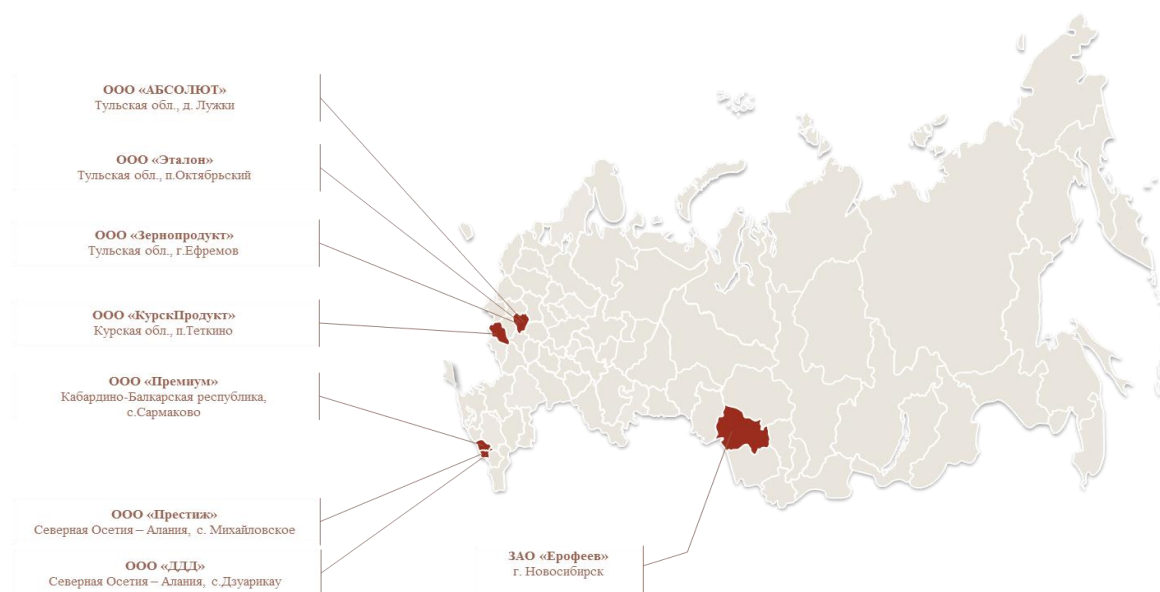 ООО «АБСОЛЮТ»
Тульская обл., д. Лужки
ООО «Эталон»
Тульская обл., п.Октябрьский
ООО «Зернопродукт»
Тульская обл., г.Ефремов
ООО «КурскПродукт»
Курская обл., п.Теткино
ООО «Премиум»
Кабардино-Балкарская республика,
с.Сармаково
ООО «Престиж»
Северная Осетия – Алания, с. Михайловское
ООО «ДДД»
Северная Осетия – Алания, с.Дзуарикау
ЗАО «Ерофеев»
г. Новосибирск